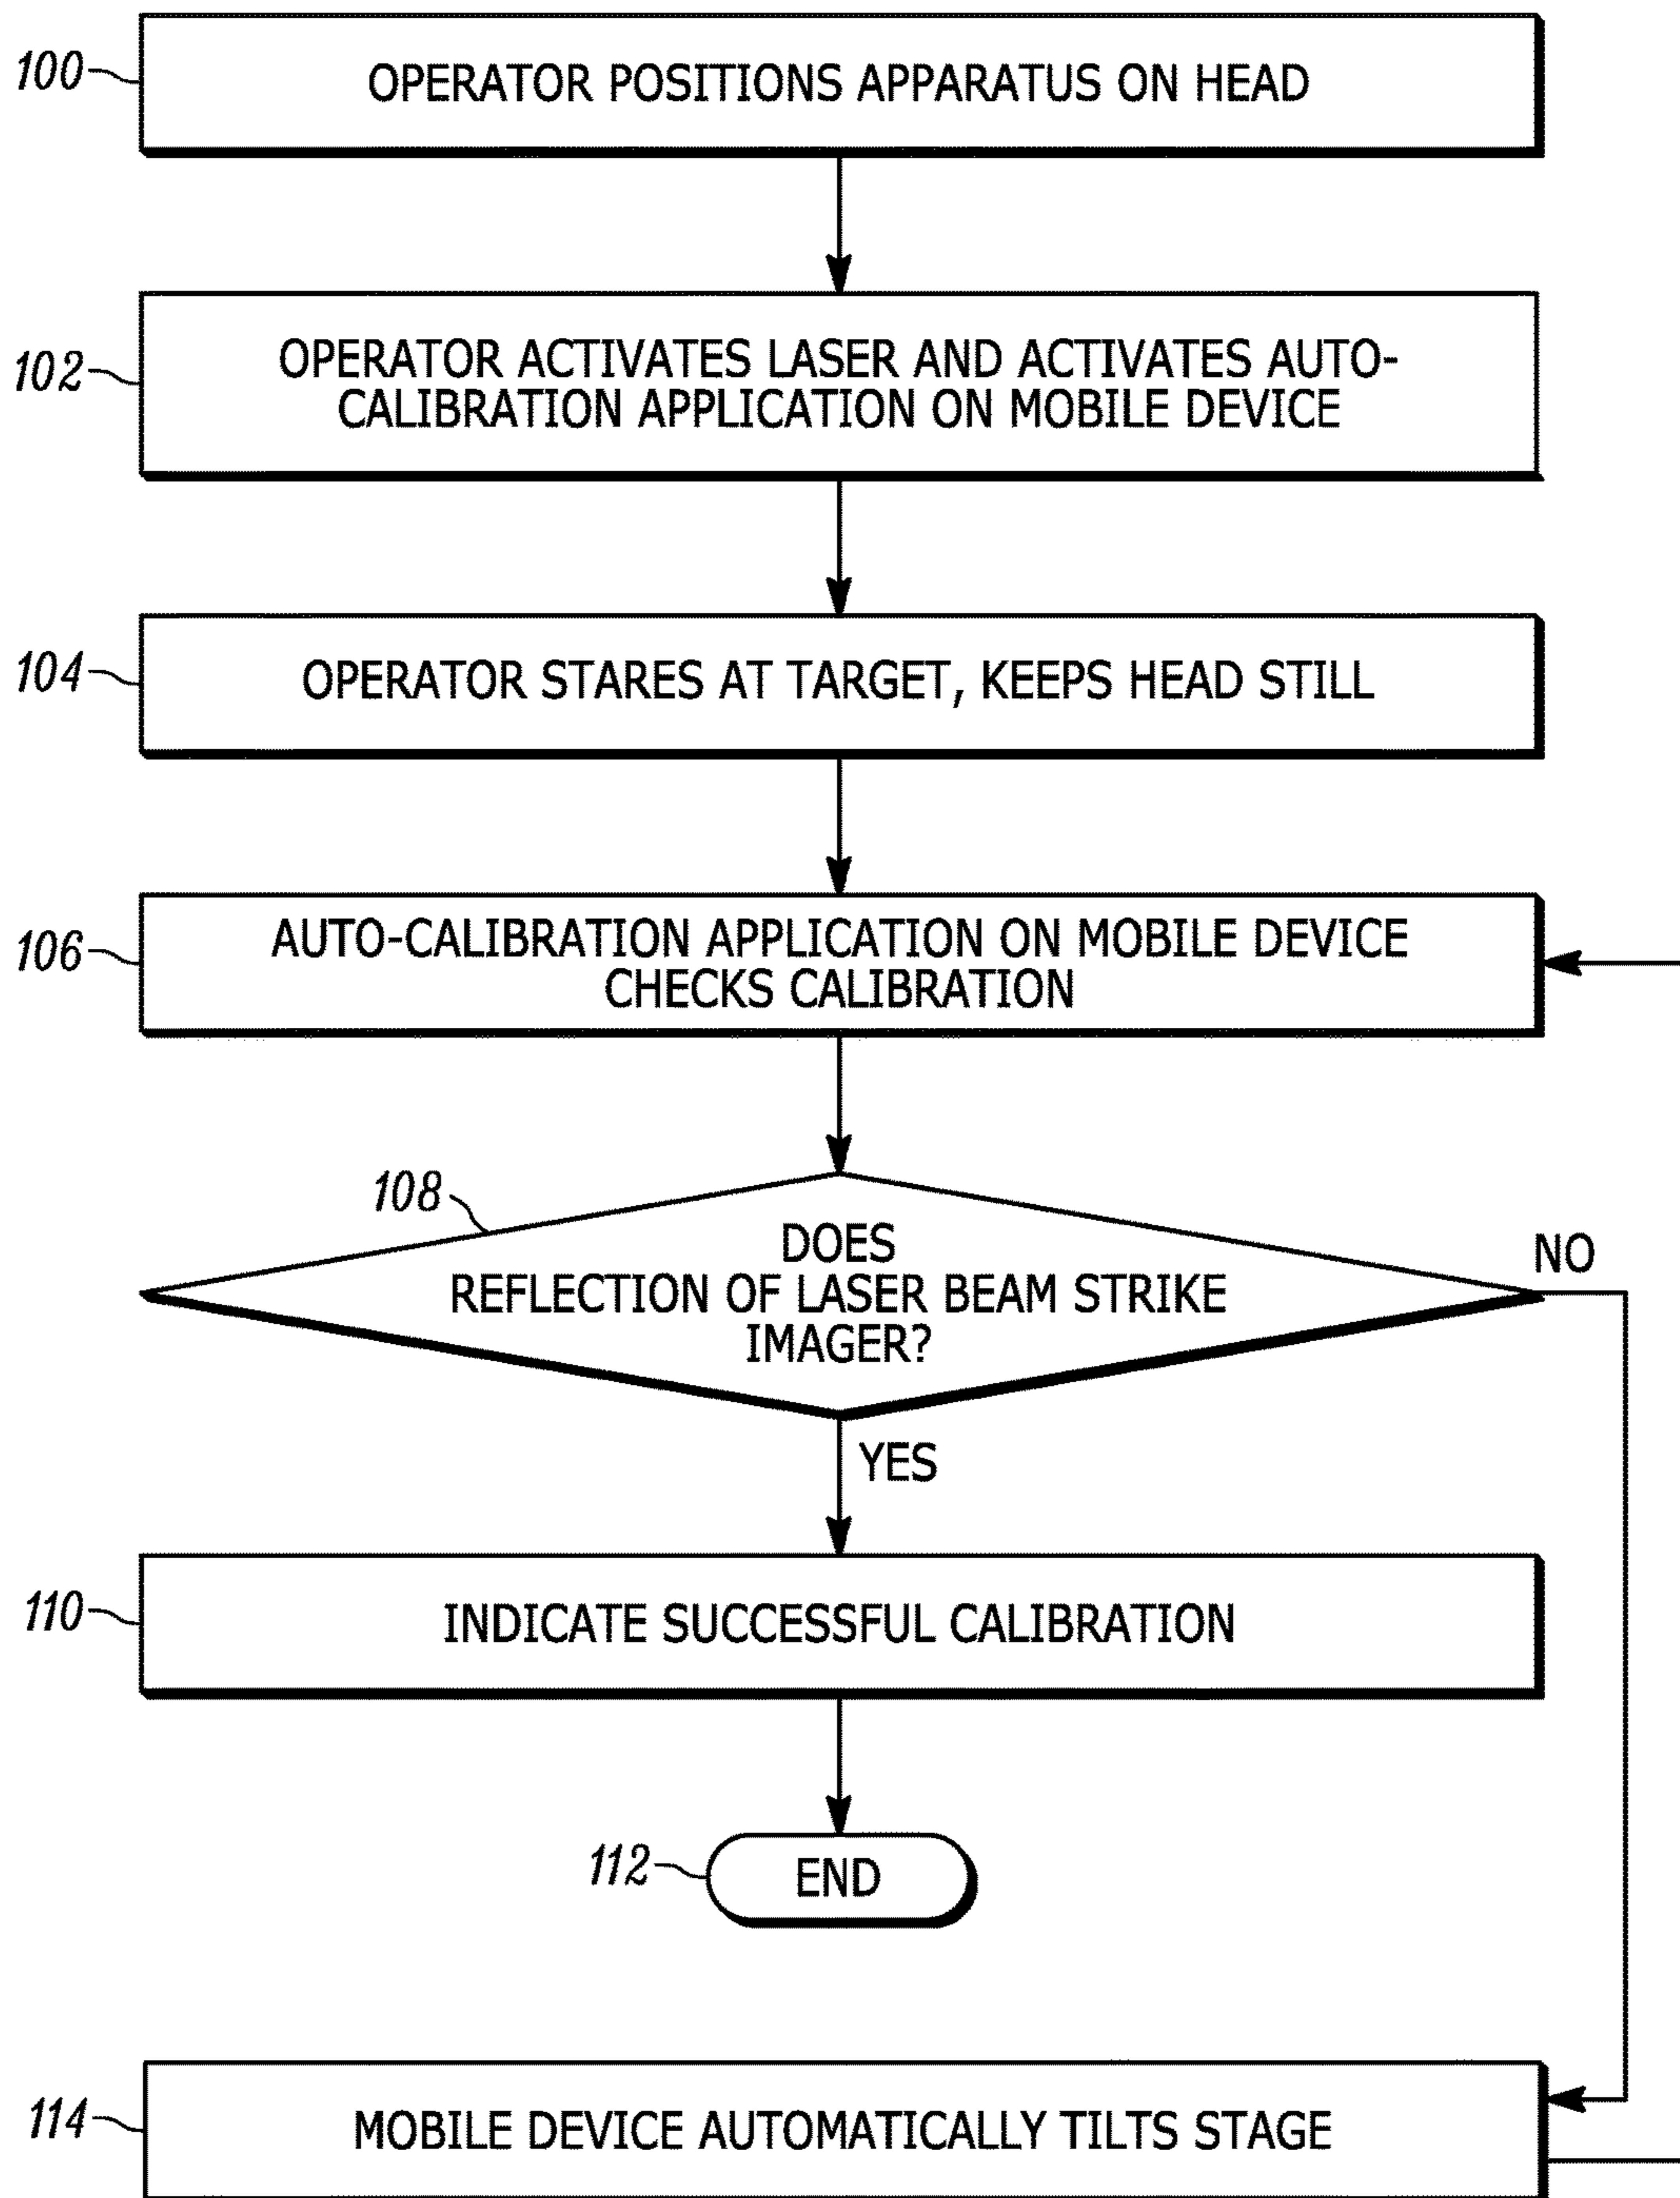 100
OPERATOR POSITIONS APPARATUS ON HEAD
102
OPERATOR ACTIVATES LASER AND ACTIVATES AUTO-
CALIBRATION APPLICATION ON MOBILE DEVICE
104
OPERATOR STARES AT TARGET, KEEPS HEAD STILL
106
AUTO-CALIBRATION APPLICATION ON MOBILE DEVICE
CHECKS CALIBRATION
108
DOES
REFLECTION OF LASER BEAM STRIKE
IMAGER?
NO
YES
110
INDICATE SUCCESSFUL CALIBRATION
112
END
114
MOBILE DEVICE AUTOMATICALLY TILTS STAGE